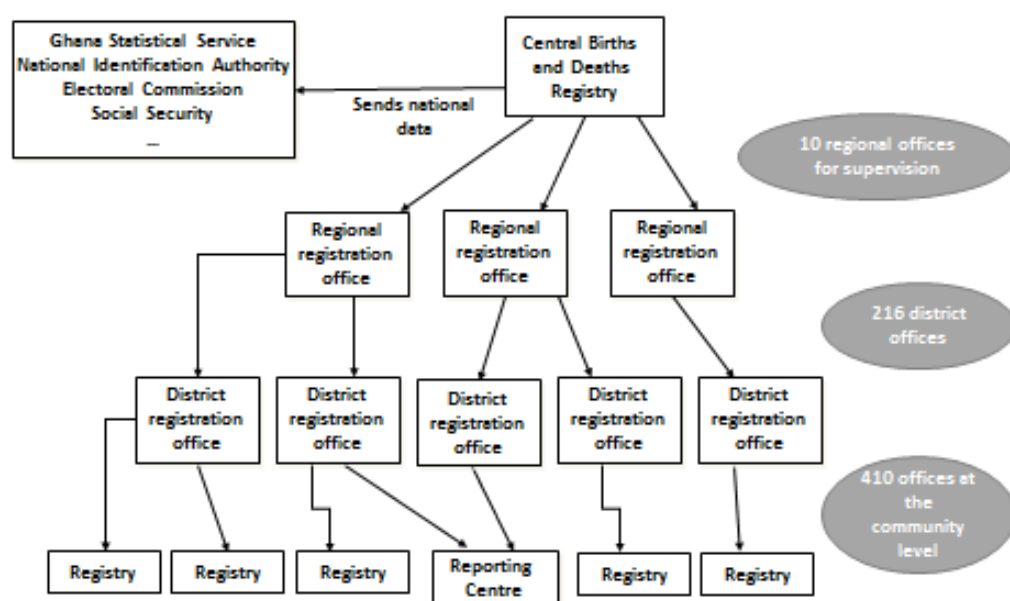 Ghana Statistical Service
National Identification Authority
Electoral Commission
Social Security
...
Sends national
data
Central Births
and Deaths
Registry
10 regional offices
for supervision
Regional
registration
office
Regional
registration
office
Regional
registration
office
216 district
offices
District
registration
office
District
registration
office
District
registration
office
District
registration
office
District
registration
office
410 offices at
the
community
level
Registry
Registry
Registry
Reporting
Centre
Registry
Registry